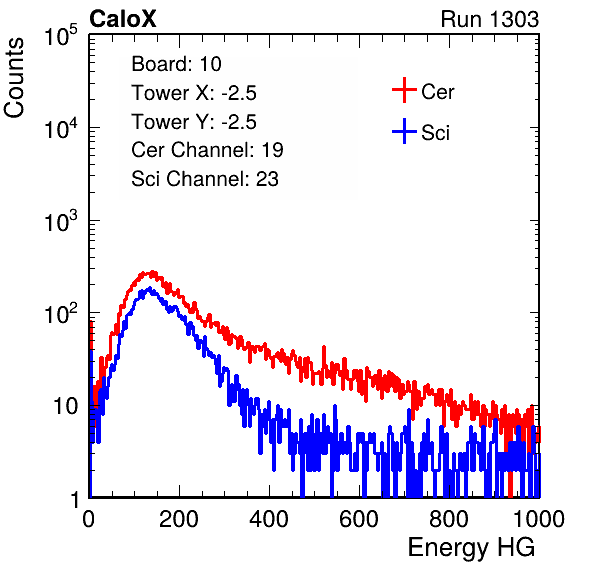 CaloX Run 1303
Counts
10^5
10^4
10^3
10^2
10
1
Board: 10
Tower X: -2.5
Tower Y: -2.5
Cer Channel: 19
Sci Channel: 23
Cer
Sci
0 200 400 600 800 1000
Energy HG